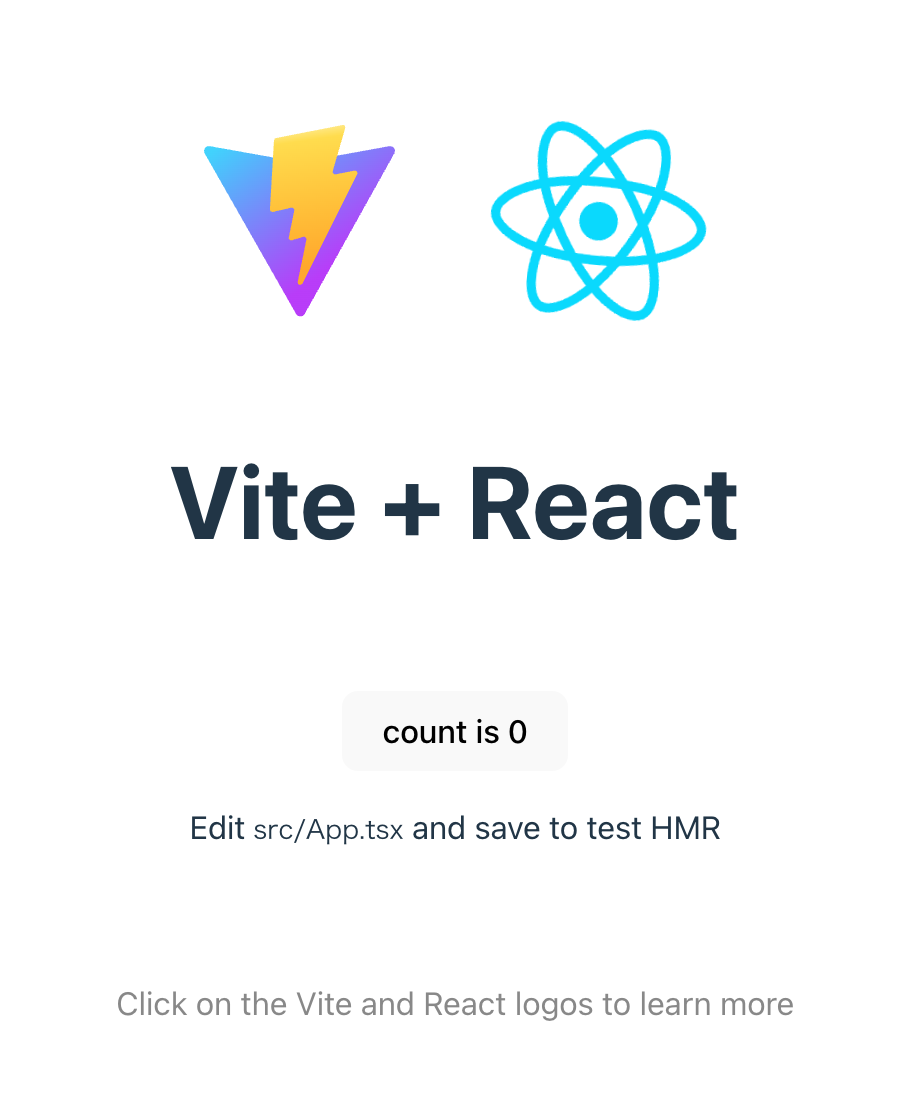 Vite + React
count is 0
Edit src/App.tsx and save to test HMR
Click on the Vite and React logos to learn more